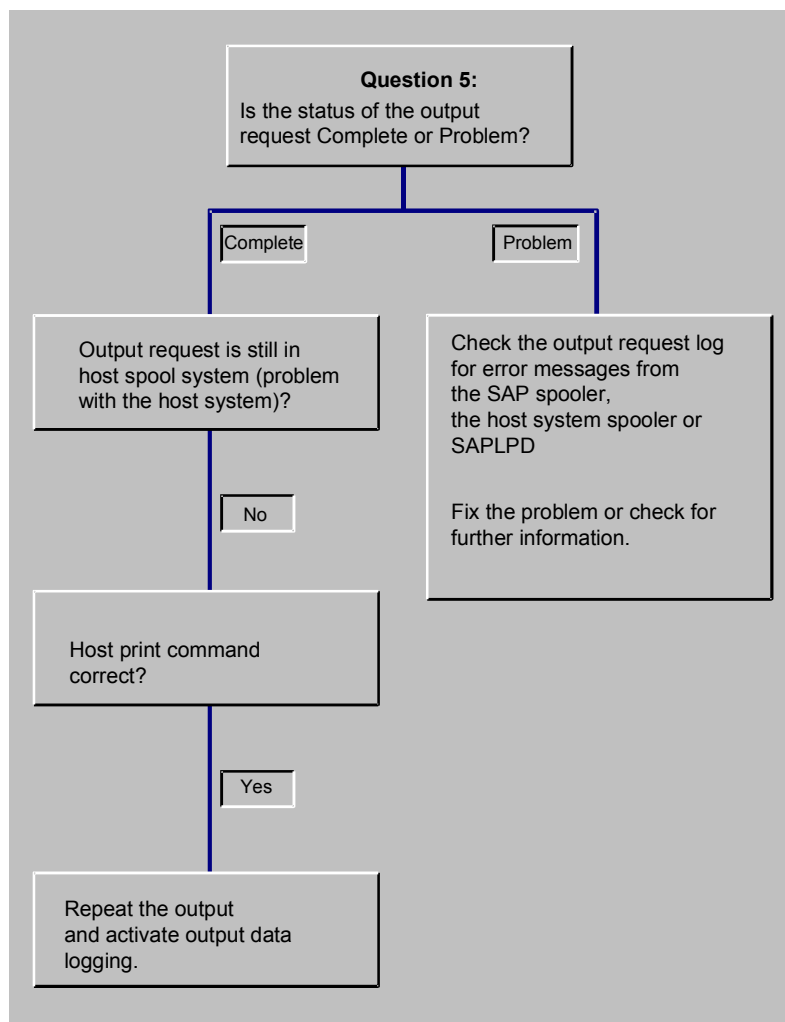 Question 5:
Is the status of the output
request Complete or Problem?
Complete
Problem
Output request is still in
host spool system (problem
with the host system)?
Check the output request log
for error messages from
the SAP spooler,
the host system spooler or
SAPLPD
Fix the problem or check for
further information.
No
Host print command
correct?
Yes
Repeat the output
and activate output data
logging.